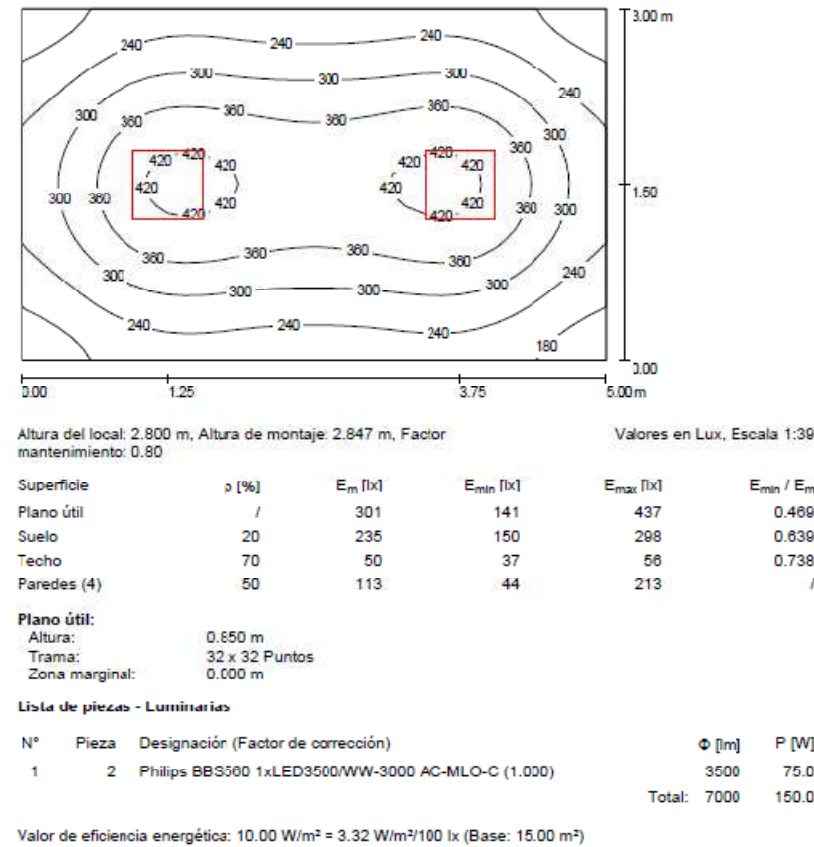 3.00 m
240 240 240
300 300 300 240
300 360 360 360 360 300
360
420 420 420 420 420 420
420 420 1.50
300 360 420 420 420 420 360 300
360 360 360 360
300 300 300 300 240
240 240 240
180
0.00
0.00 1.25 3.75 5.00 m
Altura del local: 2.800 m, Altura de montaje: 2.847 m, Factor
mantenimiento: 0.80
Valores en Lux, Escala 1:39
Superficie ρ [%] Em [lx] Emin [lx] Emax [lx] Emin / Em
Plano útil / 301 141 437 0.469
Suelo 20 235 150 298 0.639
Techo 70 50 37 56 0.738
Paredes (4) 50 113 44 213 /
Plano útil:
Altura: 0.850 m
Trama: 32 x 32 Puntos
Zona marginal: 0.000 m
Lista de piezas - Luminarias
N° Pieza Designación (Factor de corrección) Φ [lm] P [W]
1 2 Philips BBS560 1xLED3500/WW-3000 AC-MLO-C (1.000) 3500 75.0
Total: 7000 150.0
Valor de eficiencia energética: 10.00 W/m² = 3.32 W/m²/100 lx (Base: 15.00 m²)